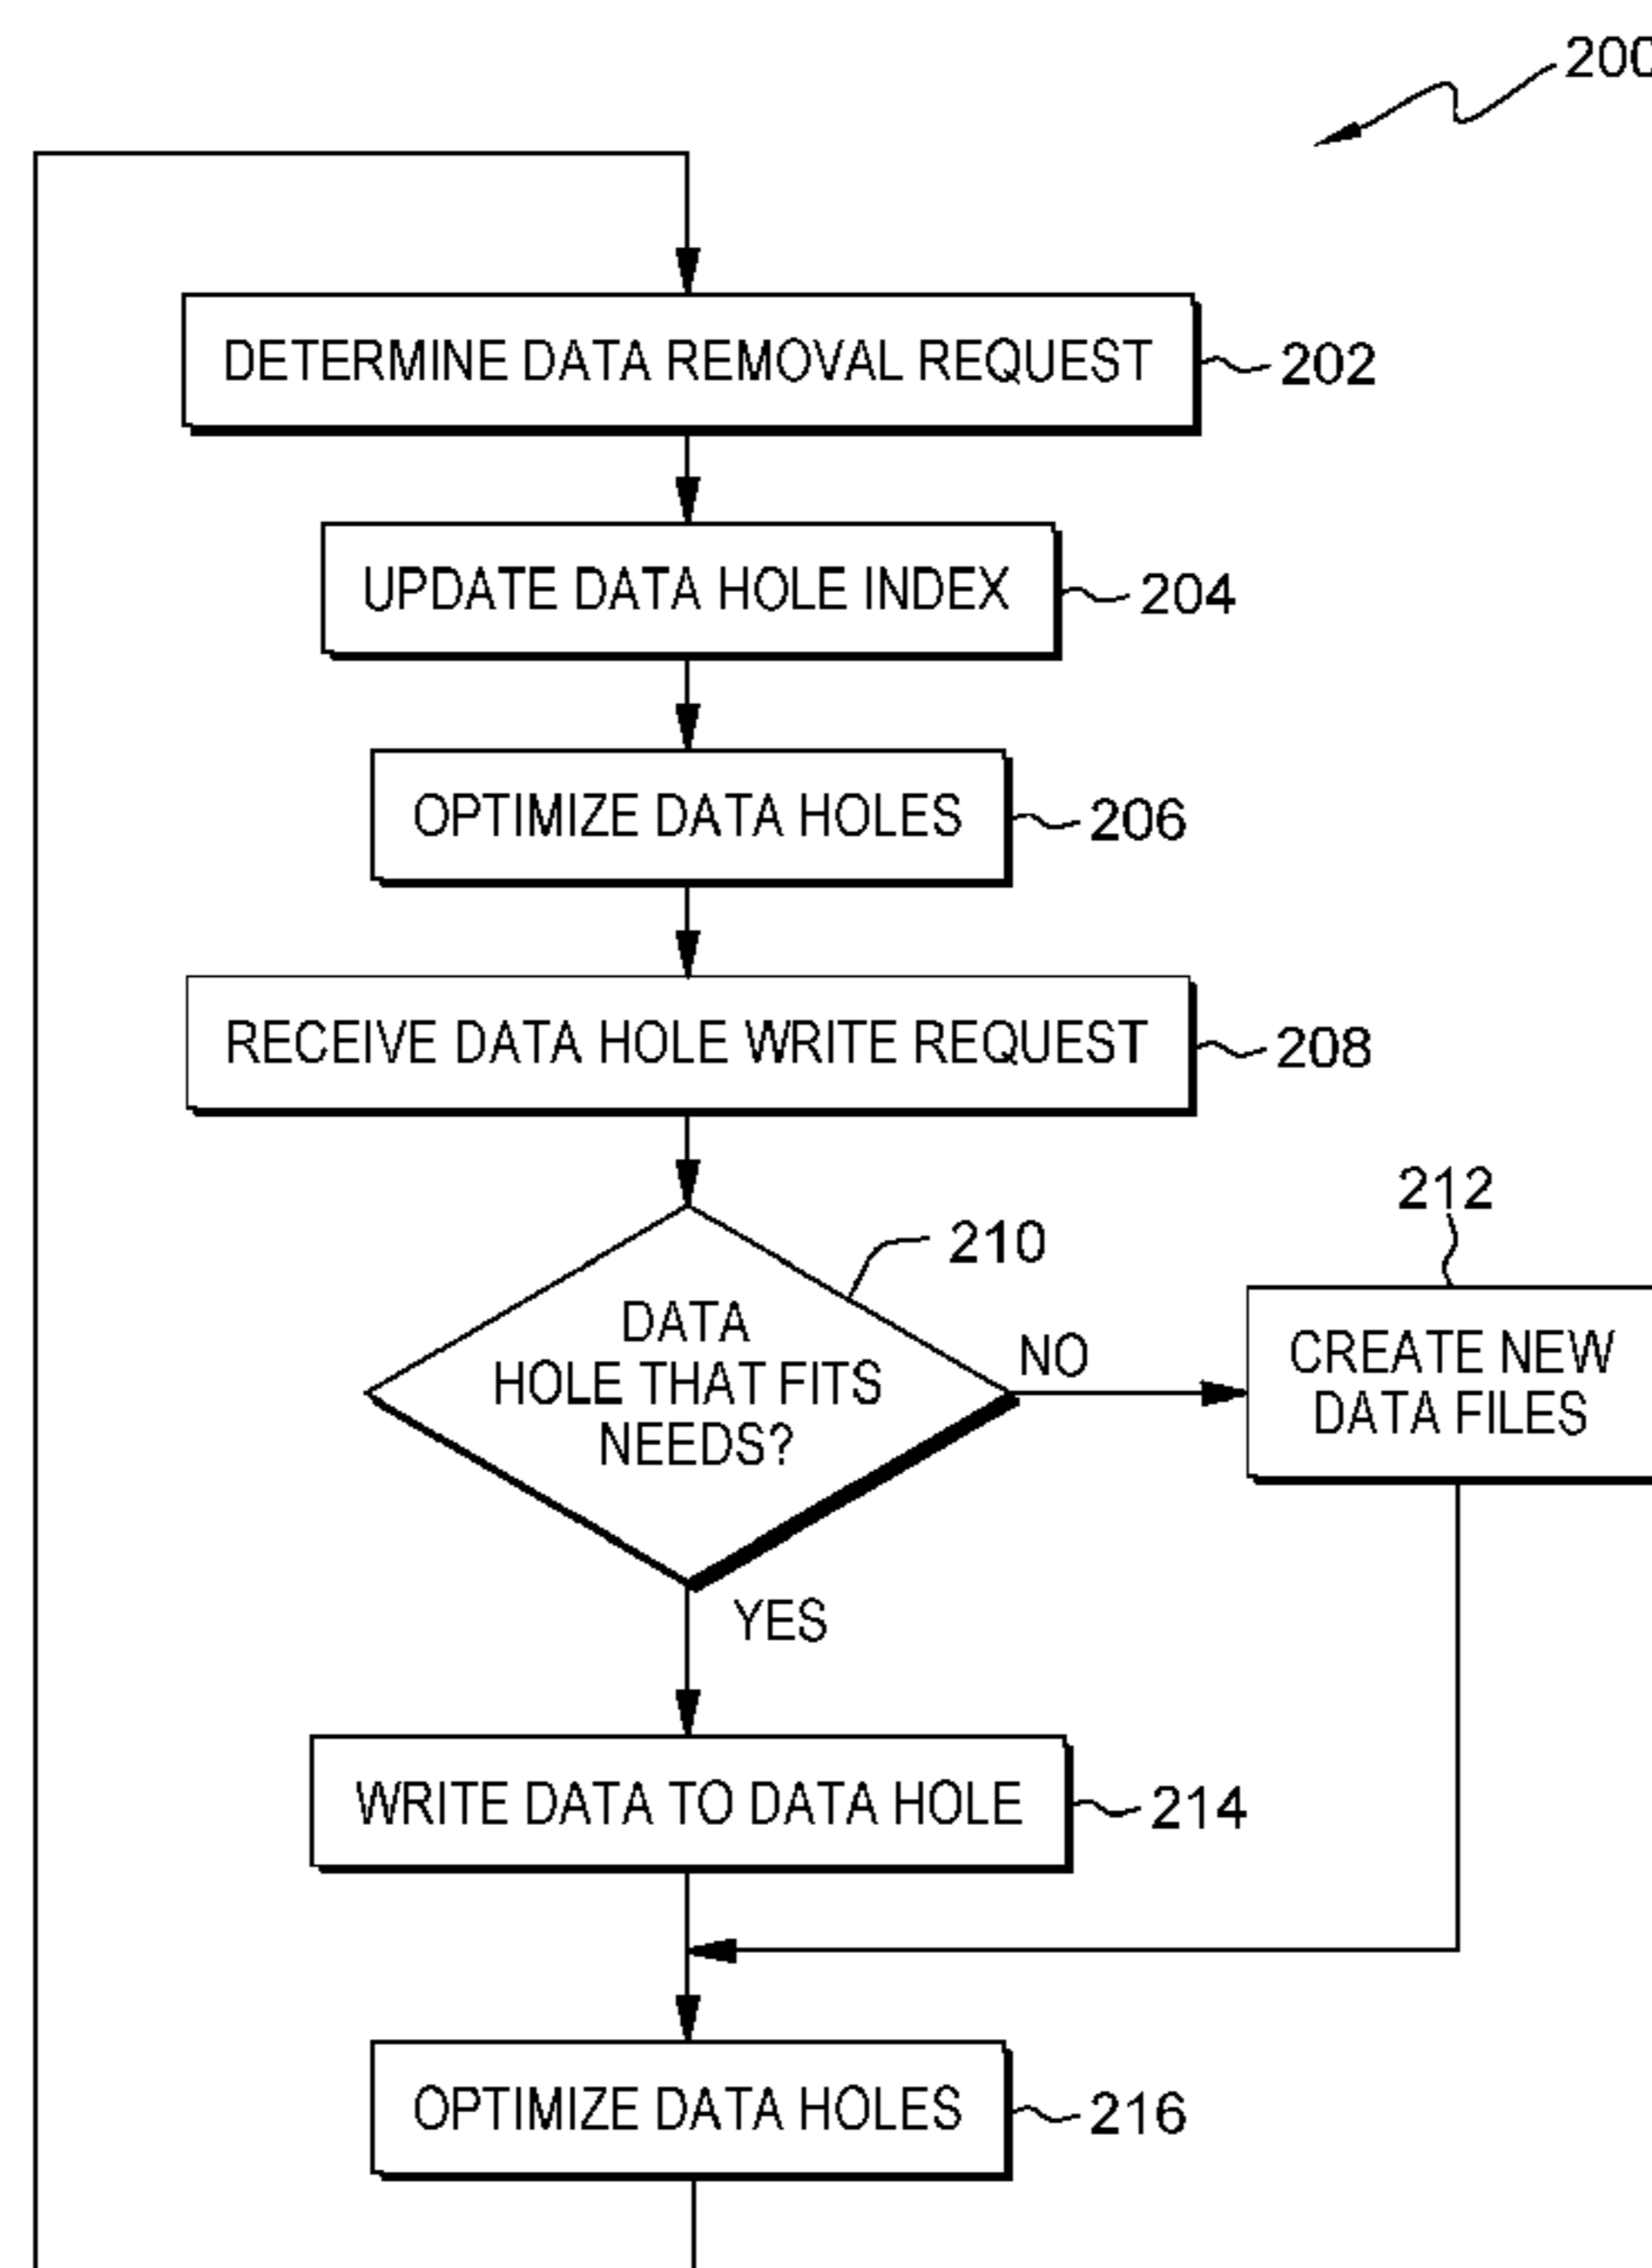 200
DETERMINE DATA REMOVAL REQUEST
202
UPDATE DATA HOLE INDEX
204
OPTIMIZE DATA HOLES
206
RECEIVE DATA HOLE WRITE REQUEST
208
210
212
DATA
HOLE THAT FITS
NEEDS?
NO
CREATE NEW
DATA FILES
YES
WRITE DATA TO DATA HOLE
214
OPTIMIZE DATA HOLES
216